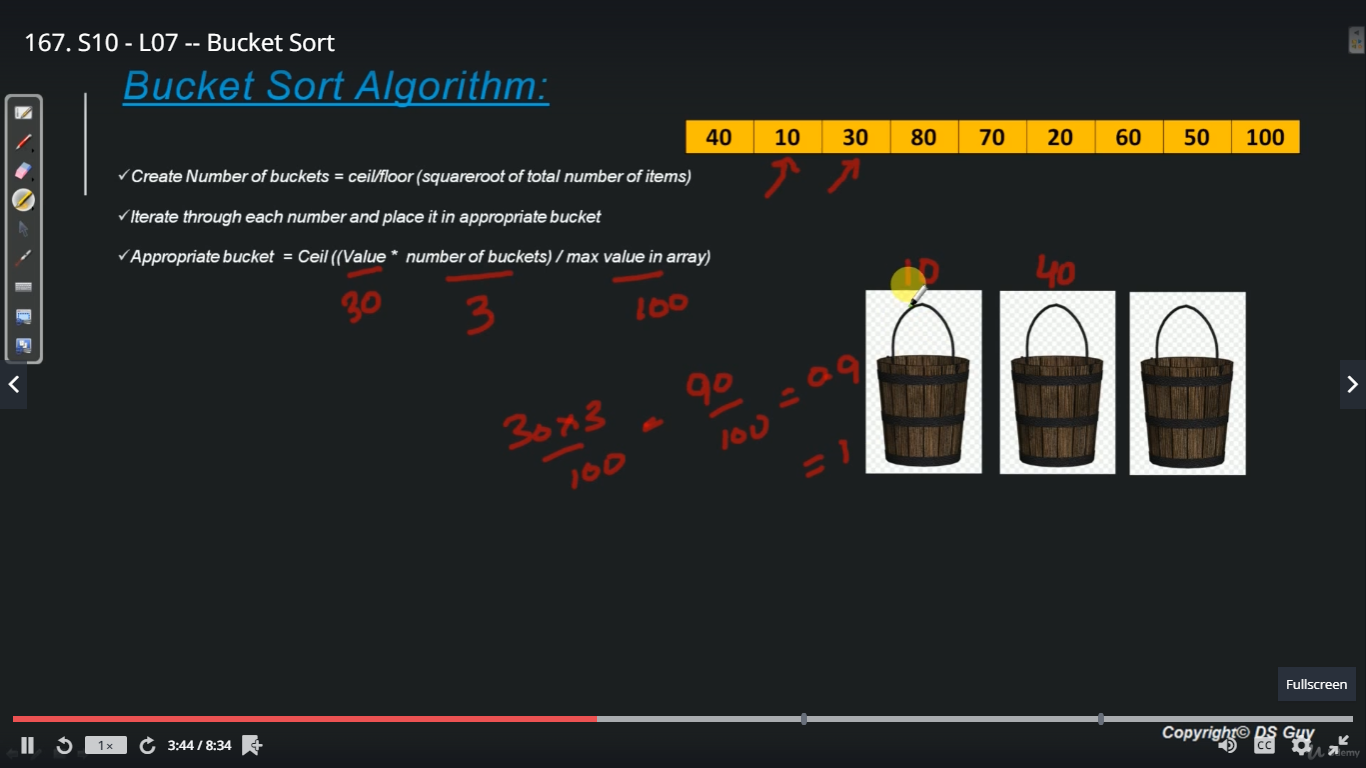 167. S10 - L07 -- Bucket Sort
Bucket Sort Algorithm:
40 10 30 80 70 20 60 50 100
✓Create Number of buckets = ceil/floor (squareroot of total number of items)
✓Iterate through each number and place it in appropriate bucket
✓Appropriate bucket = Ceil ((Value * number of buckets) / max value in array)
10 40
30 3 100
30 x 3 / 100 = 90 / 100 = 0.9
= 1
Fullscreen
Copyright© DS Guy
1x 3:44 / 8:34 CC
Udemy